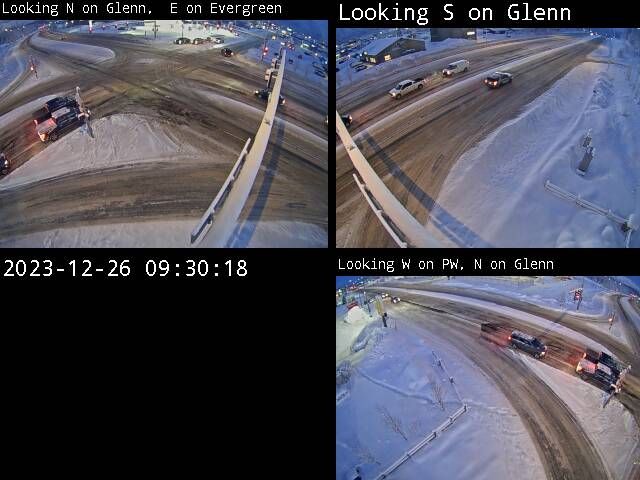 Looking N on Glenn,  E on Evergreen
Looking S on Glenn
2023-12-26 09:30:18
Looking W on PW, N on Glenn